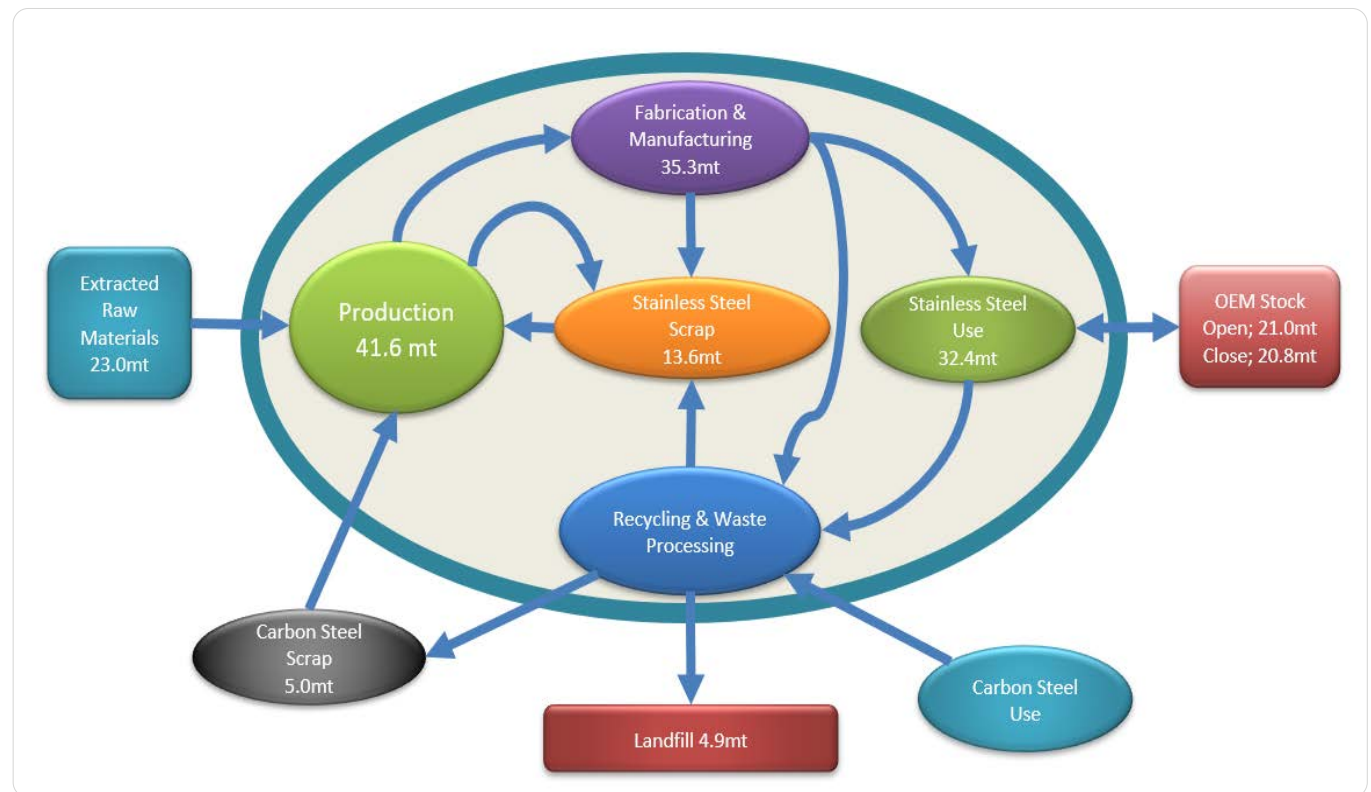 Fabrication &
Manufacturing
35.3mt
Extracted
Raw
Materials
23.0mt
Production
41.6 mt
Stainless Steel
Scrap
13.6mt
Stainless Steel
Use
32.4mt
OEM Stock
Open; 21.0mt
Close; 20.8mt
Recycling & Waste
Processing
Carbon Steel
Scrap
5.0mt
Landfill 4.9mt
Carbon Steel
Use